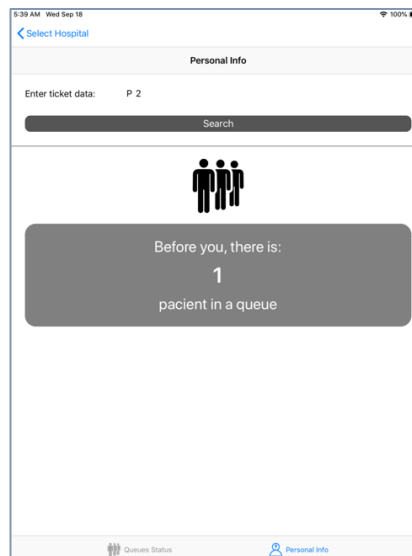 5:39 AM Wed Sep 18 100%
Select Hospital
Personal Info
Enter ticket data: P 2
Search
Before you, there is:
1
pacient in a queue
Queues Status Personal Info